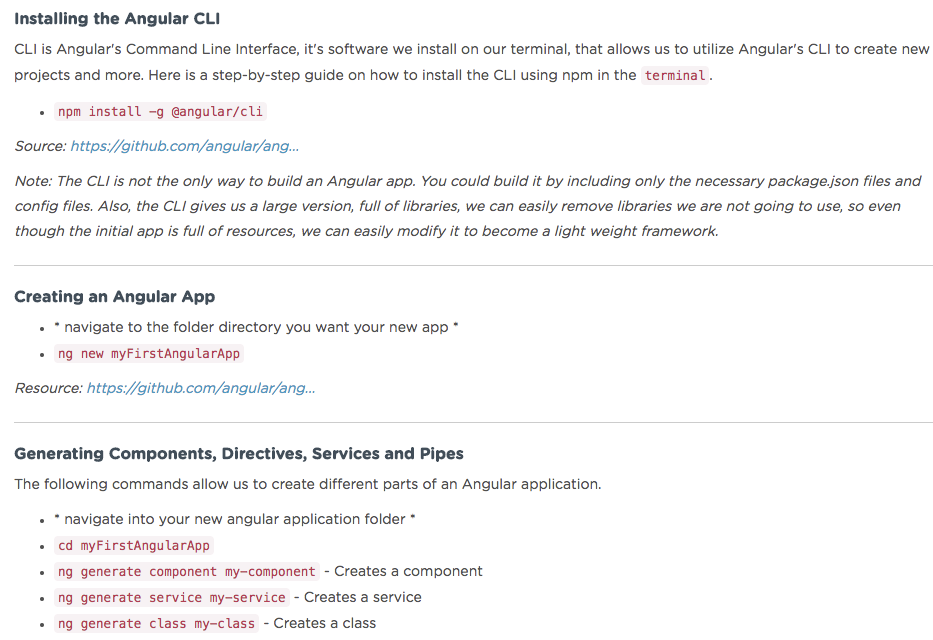 Installing the Angular CLI
CLI is Angular's Command Line Interface, it's software we install on our terminal, that allows us to utilize Angular's CLI to create new
projects and more. Here is a step-by-step guide on how to install the CLI using npm in the terminal.
• npm install -g @angular/cli
Source: https://github.com/angular/ang...
Note: The CLI is not the only way to build an Angular app. You could build it by including only the necessary package.json files and
config files. Also, the CLI gives us a large version, full of libraries, we can easily remove libraries we are not going to use, so even
though the initial app is full of resources, we can easily modify it to become a light weight framework.
Creating an Angular App
• * navigate to the folder directory you want your new app *
• ng new myFirstAngularApp
Resource: https://github.com/angular/ang...
Generating Components, Directives, Services and Pipes
The following commands allow us to create different parts of an Angular application.
• * navigate into your new angular application folder *
• cd myFirstAngularApp
• ng generate component my-component - Creates a component
• ng generate service my-service - Creates a service
• ng generate class my-class - Creates a class